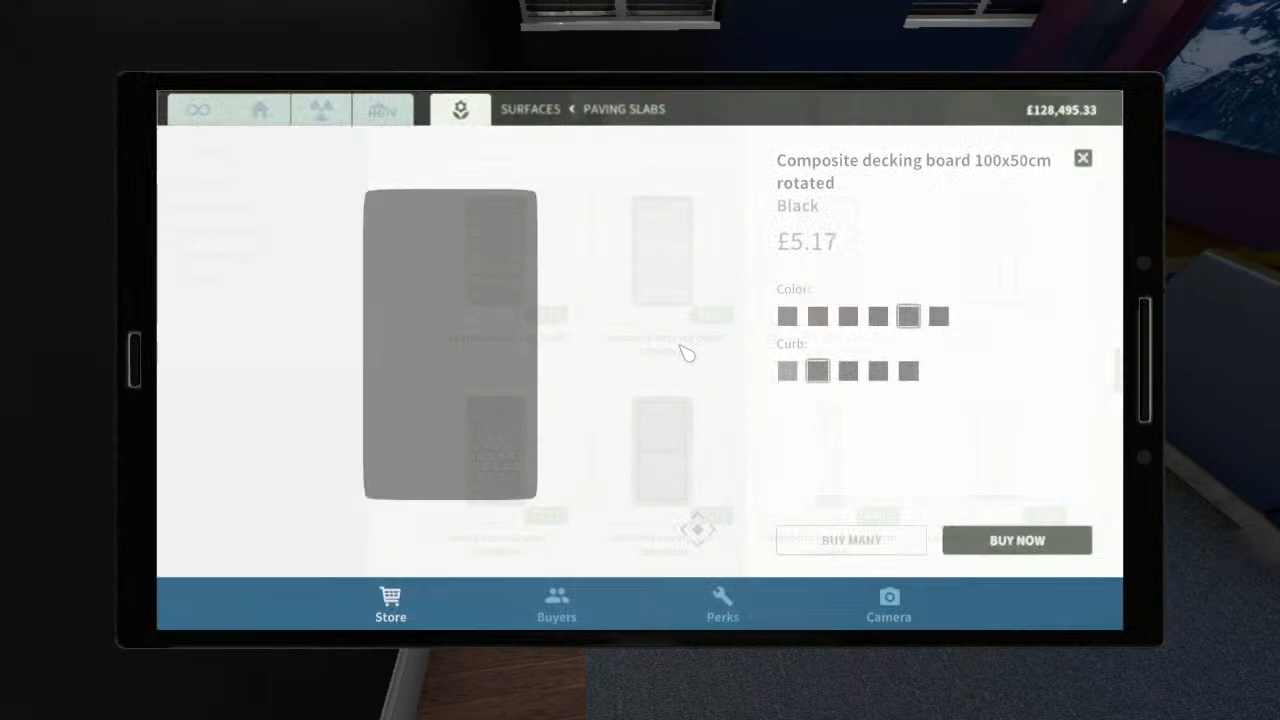 SURFACES < PAVING SLABS
£128,495.33
Composite decking board 100x50cm
rotated
Black
£5.17
Color:
Curb:
BUY MANY
BUY NOW
Store
Buyers
Perks
Camera